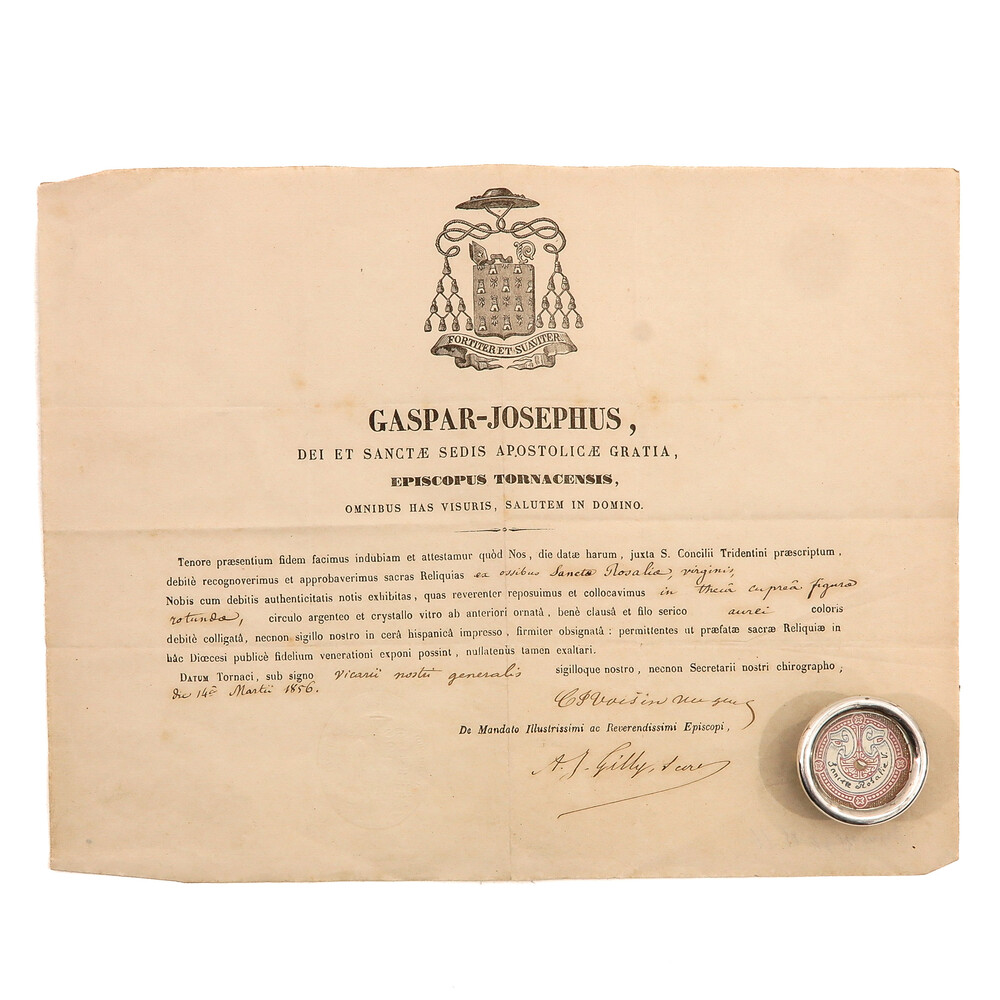 FORTITER ET SUAVITER.
GASPAR-JOSEPHUS,
DEI ET SANCTÆ SEDIS APOSTOLICÆ GRATIA,
EPISCOPUS TORNACENSIS,
OMNIBUS HAS VISURIS, SALUTEM IN DOMINO.
Tenore præsentium fidem facimus indubiam et attestamur quòd Nos, die datæ harum, juxta S. Concilii Tridentini præscriptum,
debitè recognoverimus et approbaverimus sacras Reliquias ex ossibus Sanctæ Rosaliæ, virginis,
Nobis cum debitis authenticitatis notis exhibitas, quas reverenter reposuimus et collocavimus in thecâ cupreâ figuræ
rotundæ, circulo argenteo et crystallo vitro ab anteriori ornatâ, benè clausâ et filo serico aurei coloris
debitè colligatâ, necnon sigillo nostro in cerâ hispanicâ impresso, firmiter obsignatâ : permittentes ut præfatæ sacræ Reliquiæ in
hâc Diœcesi publicè fidelium venerationi exponi possint, nullatenùs tamen exaltari.
DATUM Tornaci, sub signo Vicarii nostri generalis sigilloque nostro, necnon Secretarii nostri chirographo;
die 14â Martii 1856.
Voisin
De Mandato Illustrissimi ac Reverendissimi Episcopi,
A. J. Gilly,
Rosaliæ V